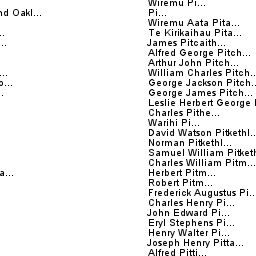 Wiremu Pi...
nd Oakl...
Pi...
Wiremu Aata Pita...
Te Kirikaihau Pita...
James Pitcaith...
Alfred George Pitch...
Arthur John Pitch...
William Charles Pitch...
George Jackson Pitch...
George James Pitch...
Leslie Herbert George
Charles Pithe...
Warihi Pi...
David Watson Pitkethl...
Norman Pitkethl...
Samuel William Pitket
Charles William Pitm...
a...
Herbert Pitm...
Robert Pitm...
Frederick Augustus Pi...
Charles Henry Pi...
John Edward Pi...
Eryl Stephens Pi...
Henry Walter Pi...
Joseph Henry Pitta...
Alfred Pitti...